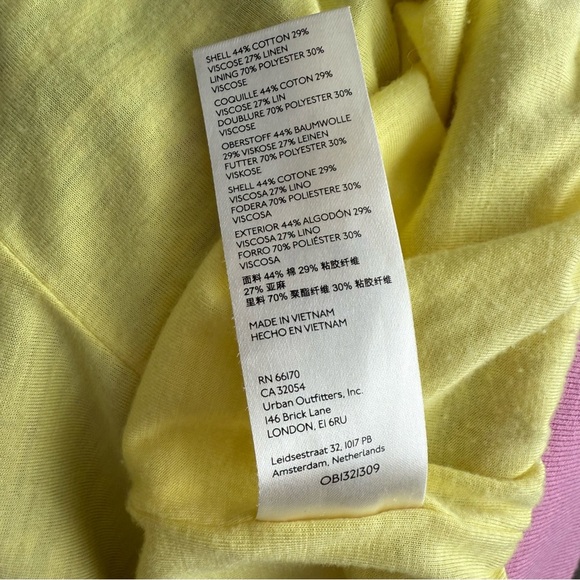 SHELL 44% COTTON 29%
VISCOSE 27% LINEN
LINING 70% POLYESTER 30%
VISCOSE
COQUILLE 44% COTON 29%
VISCOSE 27% LIN
DOUBLURE 70% POLYESTER 30%
VISCOSE
OBERSTOFF 44% BAUMWOLLE
29% VISKOSE 27% LEINEN
FUTTER 70% POLYESTER 30%
VISKOSE
SHELL 44% COTONE 29%
VISCOSA 27% LINO
FODERA 70% POLIESTERE 30%
VISCOSA
EXTERIOR 44% ALGODÓN 29%
VISCOSA 27% LINO
FORRO 70% POLIÉSTER 30%
VISCOSA
面料 44% 棉 29% 粘胶纤维
27% 亚麻
里料 70% 聚酯纤维 30% 粘胶纤维
MADE IN VIETNAM
HECHO EN VIETNAM
RN 66170
CA 32054
Urban Outfitters, Inc.
146 Brick Lane
LONDON, E1 6RU
Leidsestraat 32, 1017 PB
Amsterdam, Netherlands
OB1321309